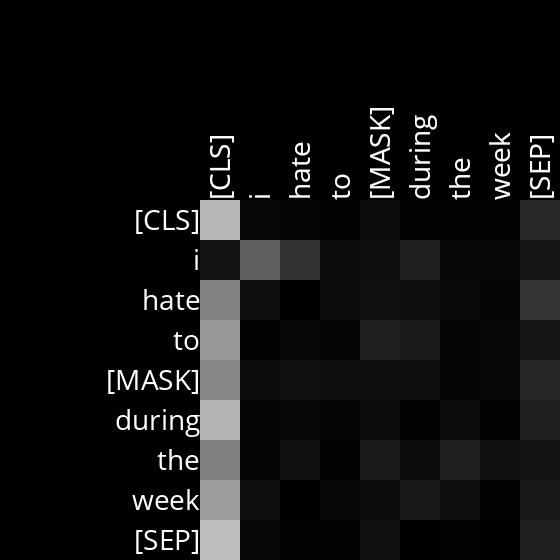 [CLS] i hate to [MASK] during the week [SEP]
[CLS]
i
hate
to
[MASK]
during
the
week
[SEP]